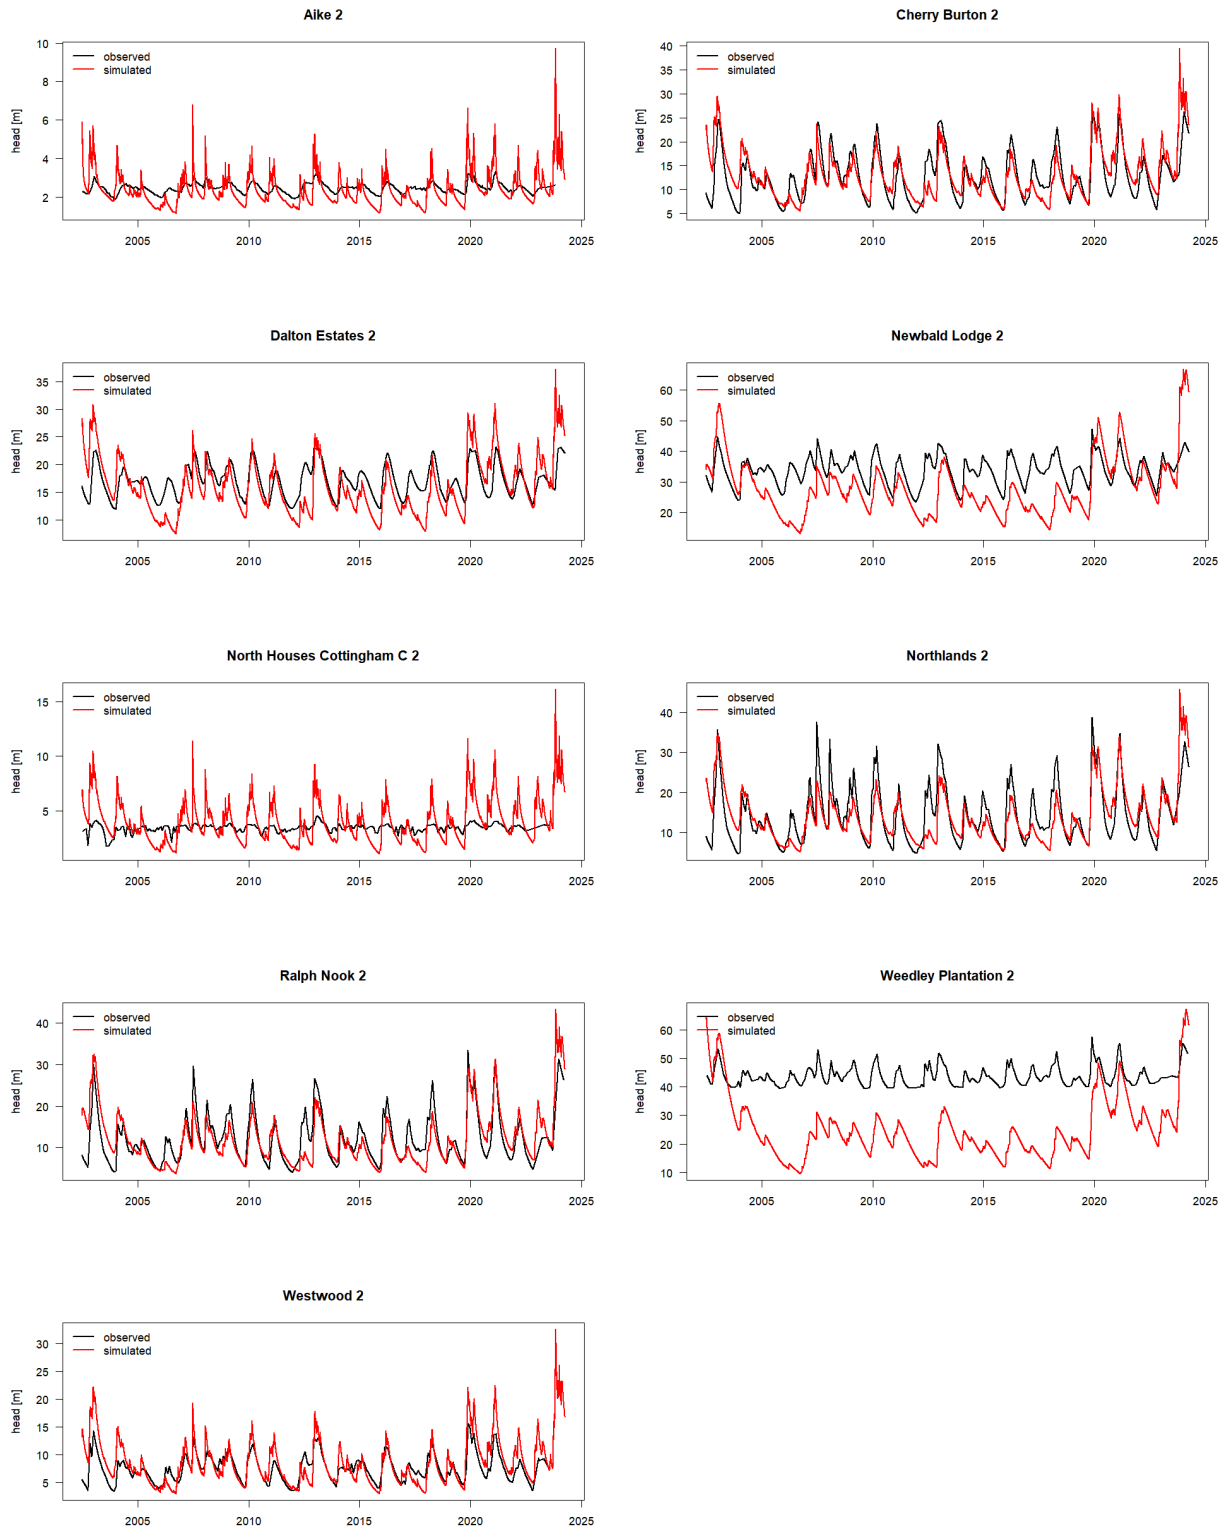 Aike 2
head [m]
10
8
6
4
2
observed
simulated
2005 2010 2015 2020 2025
Cherry Burton 2
head [m]
40
35
30
25
20
15
10
5
observed
simulated
2005 2010 2015 2020 2025
Dalton Estates 2
head [m]
35
30
25
20
15
10
observed
simulated
2005 2010 2015 2020 2025
Newbald Lodge 2
head [m]
60
50
40
30
20
observed
simulated
2005 2010 2015 2020 2025
North Houses Cottingham C 2
head [m]
15
10
5
observed
simulated
2005 2010 2015 2020 2025
Northlands 2
head [m]
40
30
20
10
observed
simulated
2005 2010 2015 2020 2025
Ralph Nook 2
head [m]
40
30
20
10
observed
simulated
2005 2010 2015 2020 2025
Weedley Plantation 2
head [m]
60
50
40
30
20
10
observed
simulated
2005 2010 2015 2020 2025
Westwood 2
head [m]
30
25
20
15
10
5
observed
simulated
2005 2010 2015 2020 2025